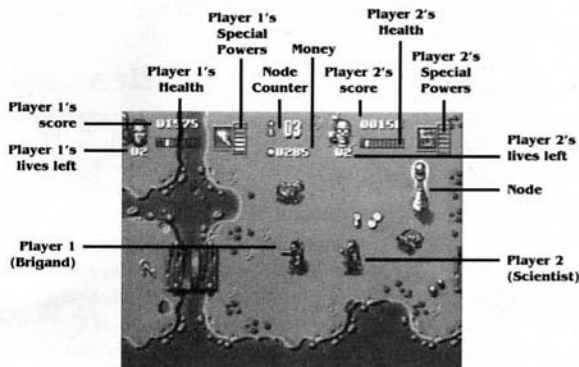 Player 1's
Special
Powers
Player 2's
Health
Player 1's
Health
Node
Counter
Money
Player 2's
score
Player 2's
Special
Powers
Player 1's
score
01575
03
Player 1's
lives left
02
0285
02
Player 2's
lives left
Node
Player 1
(Brigand)
Player 2
(Scientist)